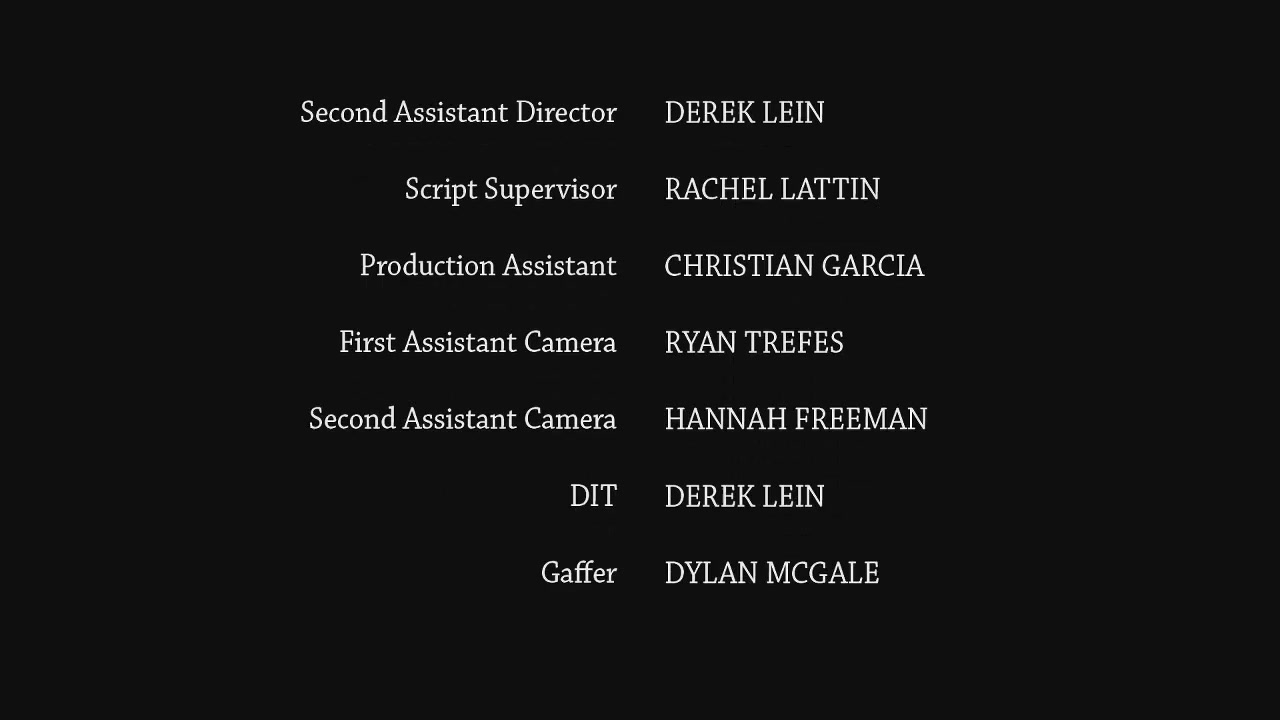 Second Assistant Director DEREK LEIN
Script Supervisor RACHEL LATTIN
Production Assistant CHRISTIAN GARCIA
First Assistant Camera RYAN TREFES
Second Assistant Camera HANNAH FREEMAN
DIT DEREK LEIN
Gaffer DYLAN MCGALE